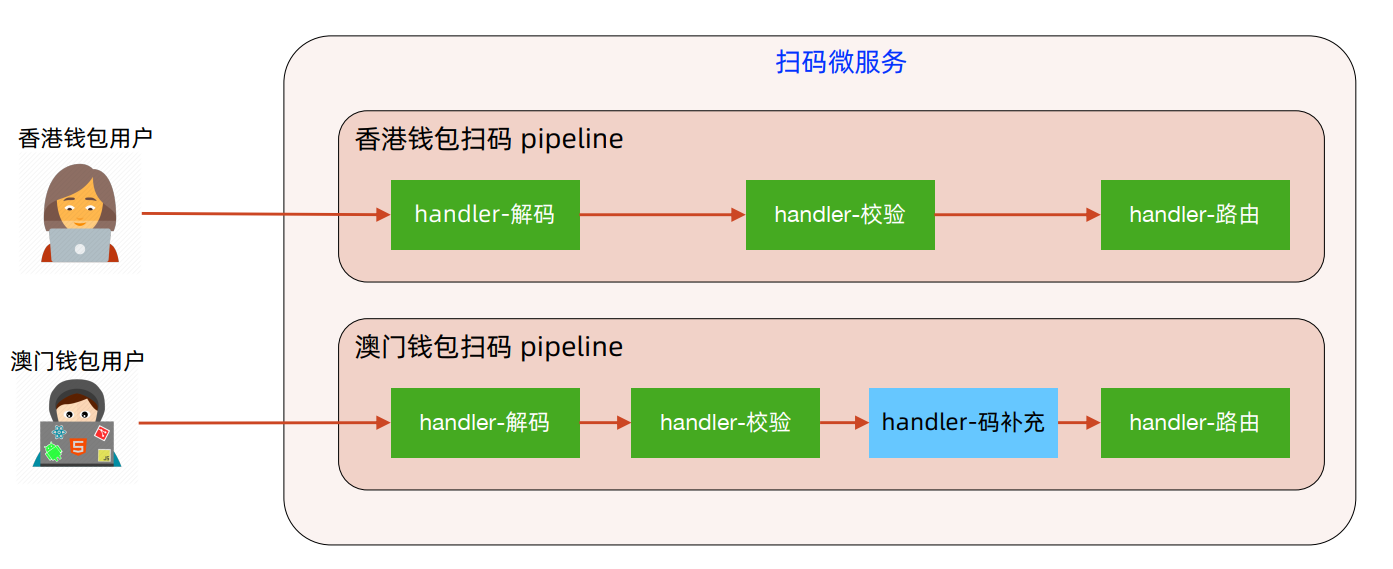 扫码微服务
香港钱包用户
香港钱包扫码 pipeline
handler-解码
handler-校验
handler-路由
澳门钱包用户
澳门钱包扫码 pipeline
handler-解码
handler-校验
handler-码补充
handler-路由
5
JS